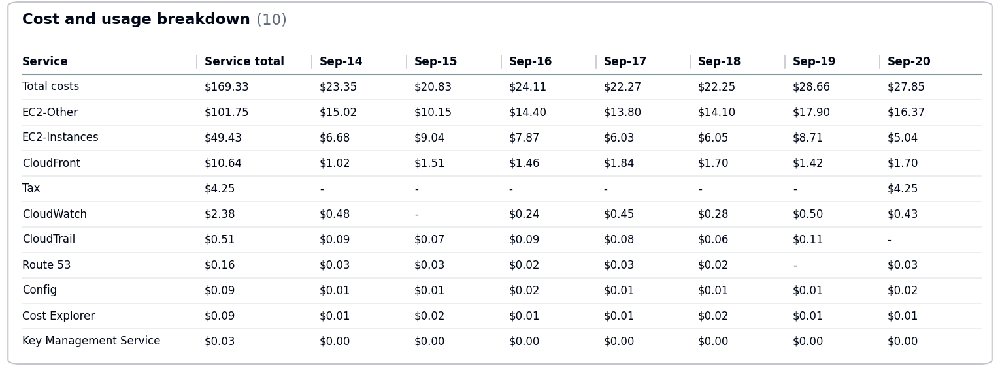 Cost and usage breakdown (10)
Service Service total Sep-14 Sep-15 Sep-16 Sep-17 Sep-18 Sep-19 Sep-20
Total costs $169.33 $23.35 $20.83 $24.11 $22.27 $22.25 $28.66 $27.85
EC2-Other $101.75 $15.02 $10.15 $14.40 $13.80 $14.10 $17.90 $16.37
EC2-Instances $49.43 $6.68 $9.04 $7.87 $6.03 $6.05 $8.71 $5.04
CloudFront $10.64 $1.02 $1.51 $1.46 $1.84 $1.70 $1.42 $1.70
Tax $4.25 - - - - - - $4.25
CloudWatch $2.38 $0.48 - $0.24 $0.45 $0.28 $0.50 $0.43
CloudTrail $0.51 $0.09 $0.07 $0.09 $0.08 $0.06 $0.11 -
Route 53 $0.16 $0.03 $0.03 $0.02 $0.03 $0.02 - $0.03
Config $0.09 $0.01 $0.01 $0.02 $0.01 $0.01 $0.01 $0.02
Cost Explorer $0.09 $0.01 $0.02 $0.01 $0.01 $0.02 $0.01 $0.01
Key Management Service $0.03 $0.00 $0.00 $0.00 $0.00 $0.00 $0.00 $0.00